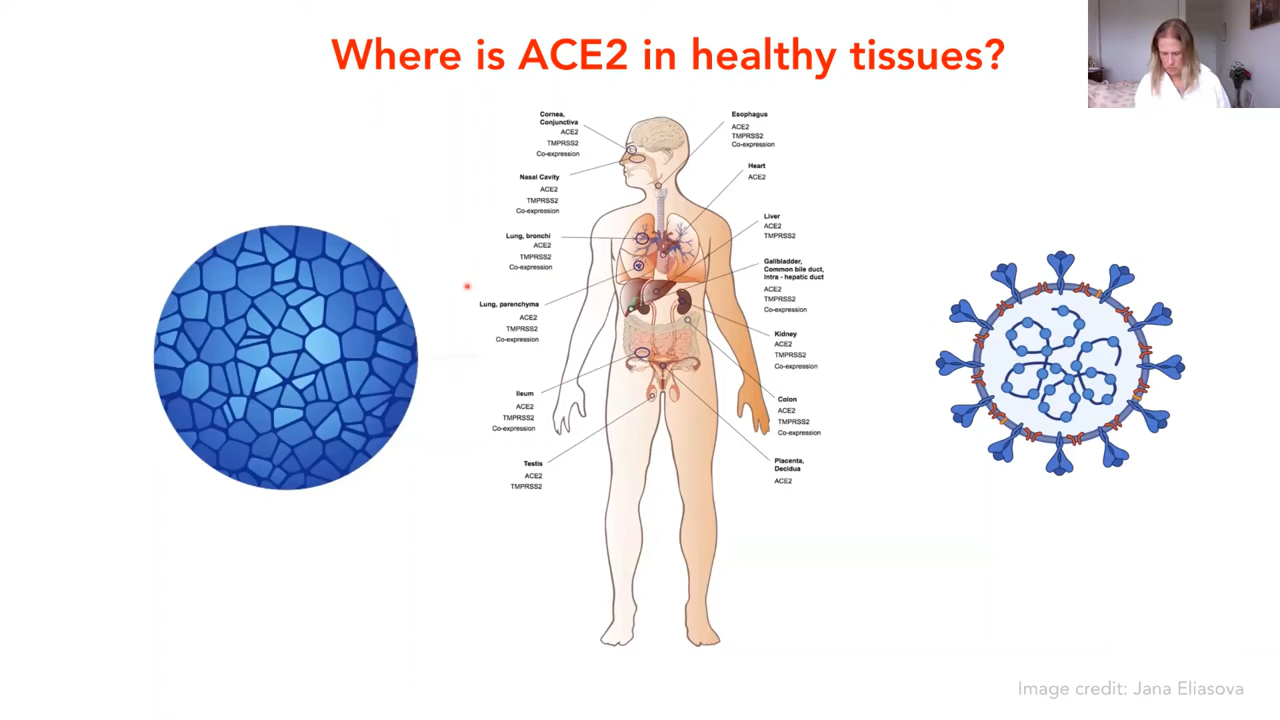 Where is ACE2 in healthy tissues?
Cornea,
Conjunctiva
ACE2
TMPRSS2
Co-expression
Nasal Cavity
ACE2
TMPRSS2
Co-expression
Lung, bronchi
ACE2
TMPRSS2
Co-expression
Lung, parenchyma
ACE2
TMPRSS2
Co-expression
Ileum
ACE2
TMPRSS2
Co-expression
Testis
ACE2
TMPRSS2
Esophagus
ACE2
TMPRSS2
Co-expression
Heart
ACE2
Liver
ACE2
TMPRSS2
Gallbladder,
Common bile duct,
Intra - hepatic duct
ACE2
TMPRSS2
Co-expression
Kidney
ACE2
TMPRSS2
Co-expression
Colon
ACE2
TMPRSS2
Co-expression
Placenta,
Decidua
ACE2
Image credit: Jana Eliasova